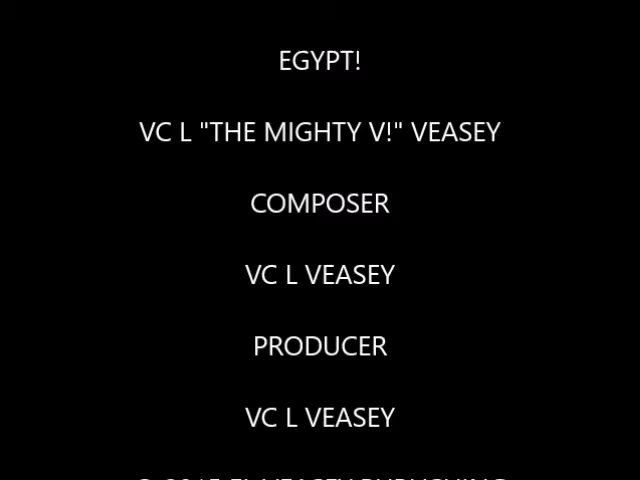 EGYPT!
VC L "THE MIGHTY V!" VEASEY
COMPOSER
VC L VEASEY
PRODUCER
VC L VEASEY